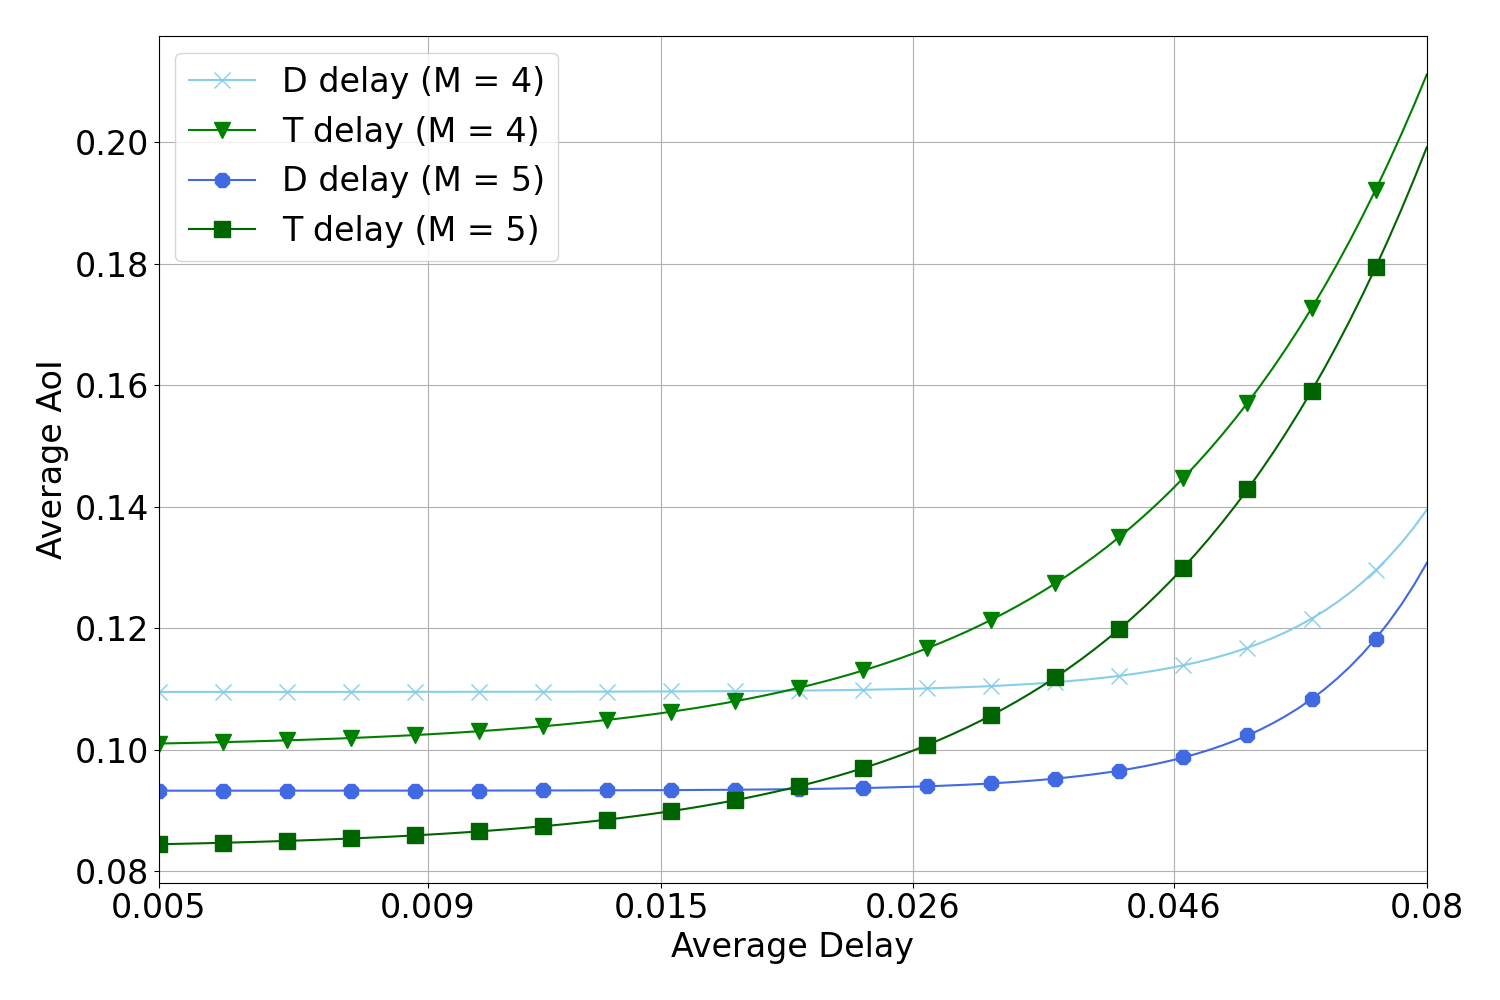 D delay (M = 4)
T delay (M = 4)
D delay (M = 5)
T delay (M = 5)
Average AoI
0.20
0.18
0.16
0.14
0.12
0.10
0.08
0.005 0.009 0.015 0.026 0.046 0.08
Average Delay